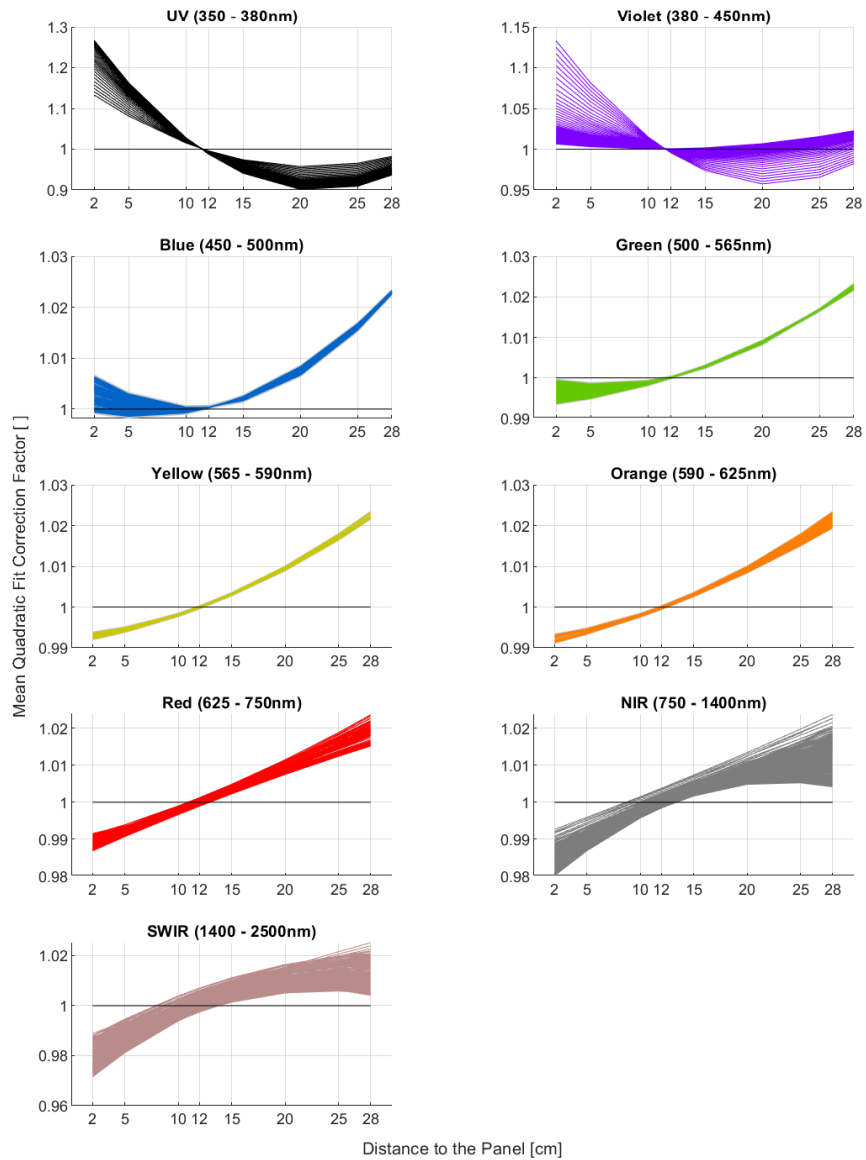 UV (350 - 380nm)
1.3
1.2
1.1
1
0.9
2 5 10 12 15 20 25 28
Violet (380 - 450nm)
1.15
1.1
1.05
1
0.95
2 5 10 12 15 20 25 28
Blue (450 - 500nm)
1.03
1.02
1.01
1
2 5 10 12 15 20 25 28
Green (500 - 565nm)
1.03
1.02
1.01
1
0.99
2 5 10 12 15 20 25 28
Mean Quadratic Fit Correction Factor [ ]
Yellow (565 - 590nm)
1.03
1.02
1.01
1
0.99
2 5 10 12 15 20 25 28
Orange (590 - 625nm)
1.03
1.02
1.01
1
0.99
2 5 10 12 15 20 25 28
Red (625 - 750nm)
1.02
1.01
1
0.99
0.98
2 5 10 12 15 20 25 28
NIR (750 - 1400nm)
1.02
1.01
1
0.99
0.98
2 5 10 12 15 20 25 28
SWIR (1400 - 2500nm)
1.02
1
0.98
0.96
2 5 10 12 15 20 25 28
Distance to the Panel [cm]